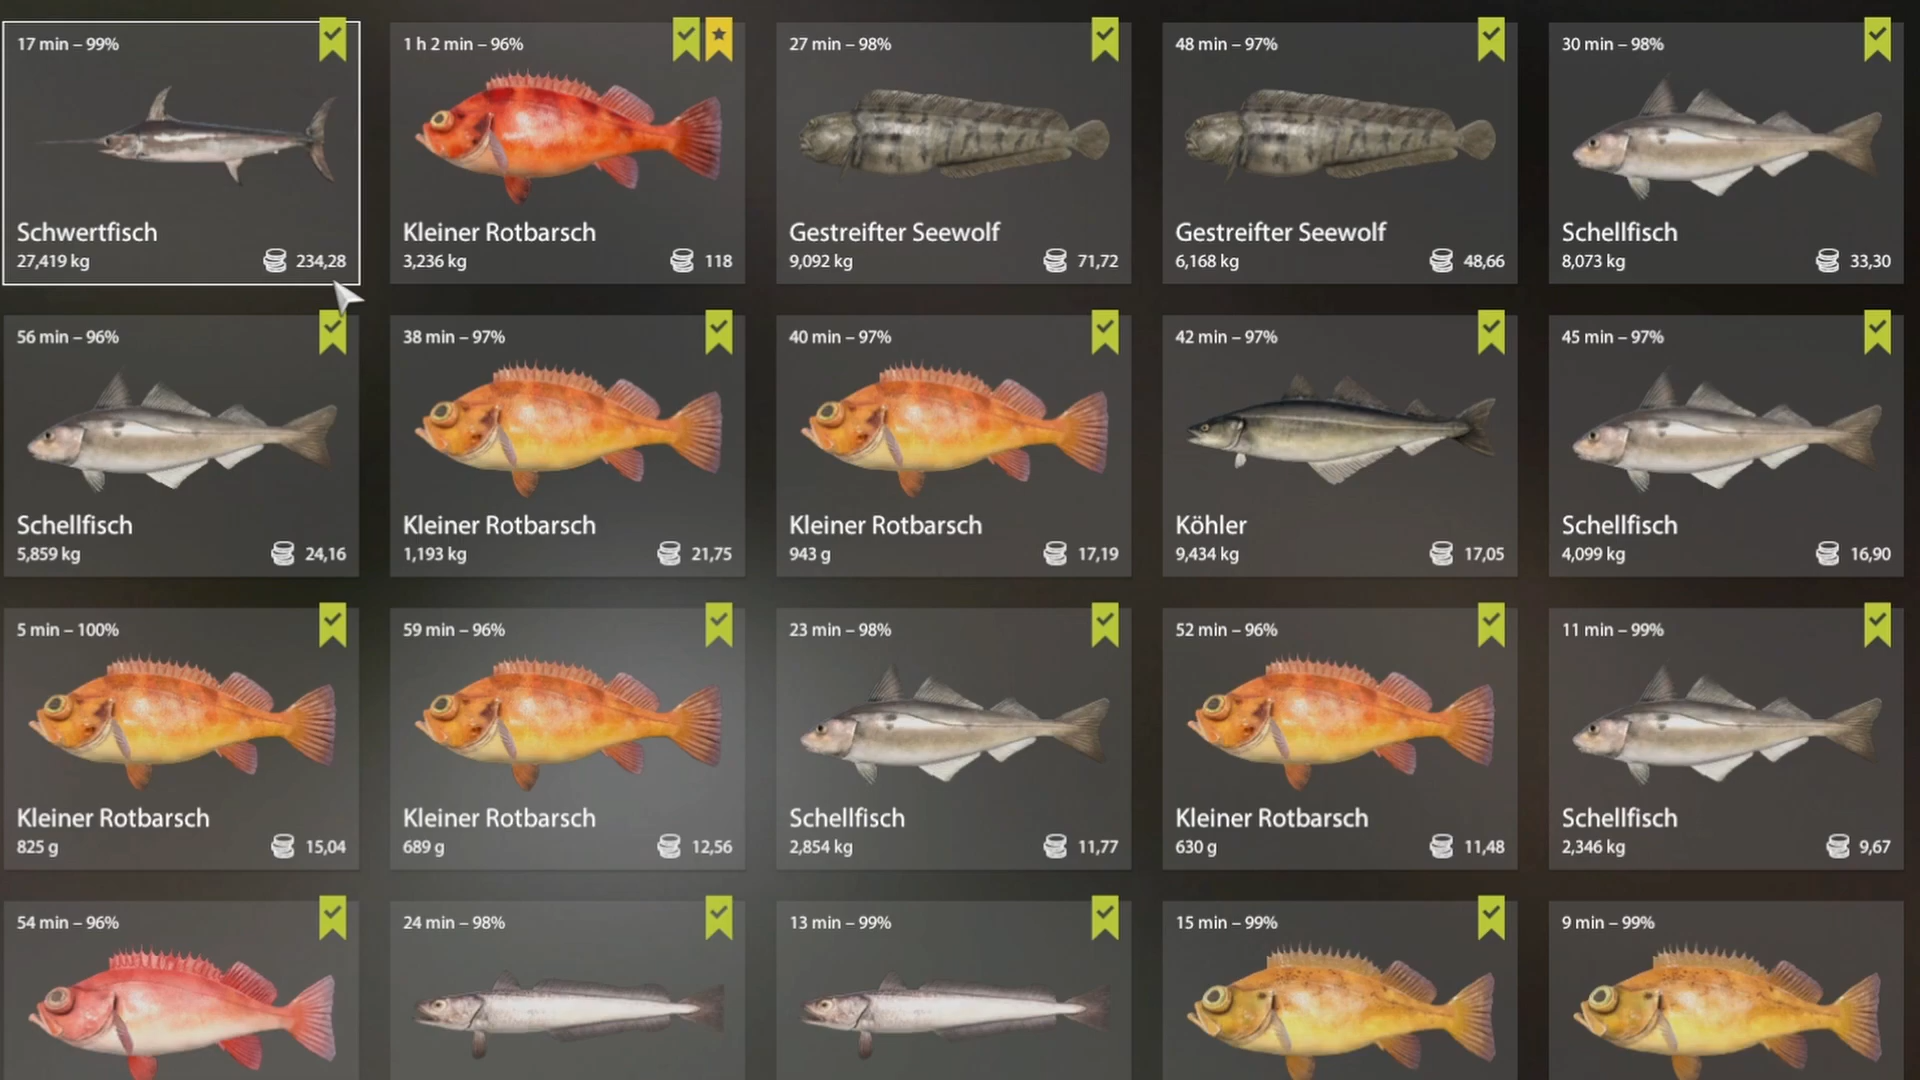 17 min – 99%
Schwertfisch
27,419 kg
234,28
1 h 2 min – 96%
Kleiner Rotbarsch
3,236 kg
118
27 min – 98%
Gestreifter Seewolf
9,092 kg
71,72
48 min – 97%
Gestreifter Seewolf
6,168 kg
48,66
30 min – 98%
Schellfisch
8,073 kg
33,30
56 min – 96%
Schellfisch
5,859 kg
24,16
38 min – 97%
Kleiner Rotbarsch
1,193 kg
21,75
40 min – 97%
Kleiner Rotbarsch
943 g
17,19
42 min – 97%
Köhler
9,434 kg
17,05
45 min – 97%
Schellfisch
4,099 kg
16,90
5 min – 100%
Kleiner Rotbarsch
825 g
15,04
59 min – 96%
Kleiner Rotbarsch
689 g
12,56
23 min – 98%
Schellfisch
2,854 kg
11,77
52 min – 96%
Kleiner Rotbarsch
630 g
11,48
11 min – 99%
Schellfisch
2,346 kg
9,67
54 min – 96%
24 min – 98%
13 min – 99%
15 min – 99%
9 min – 99%